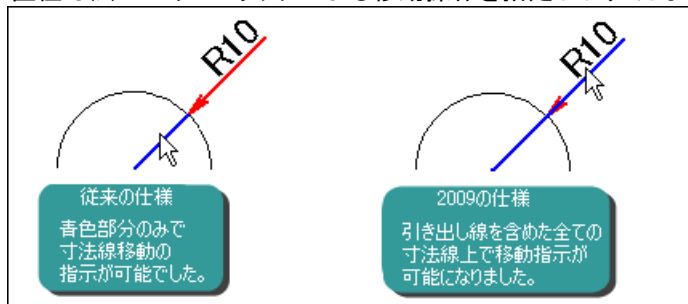 R10
R10
従来の仕様
青色部分のみで
寸法線移動の
指示が可能でした。
2009の仕様
引き出し線を含めた全ての
寸法線上で移動指示が
可能になりました。